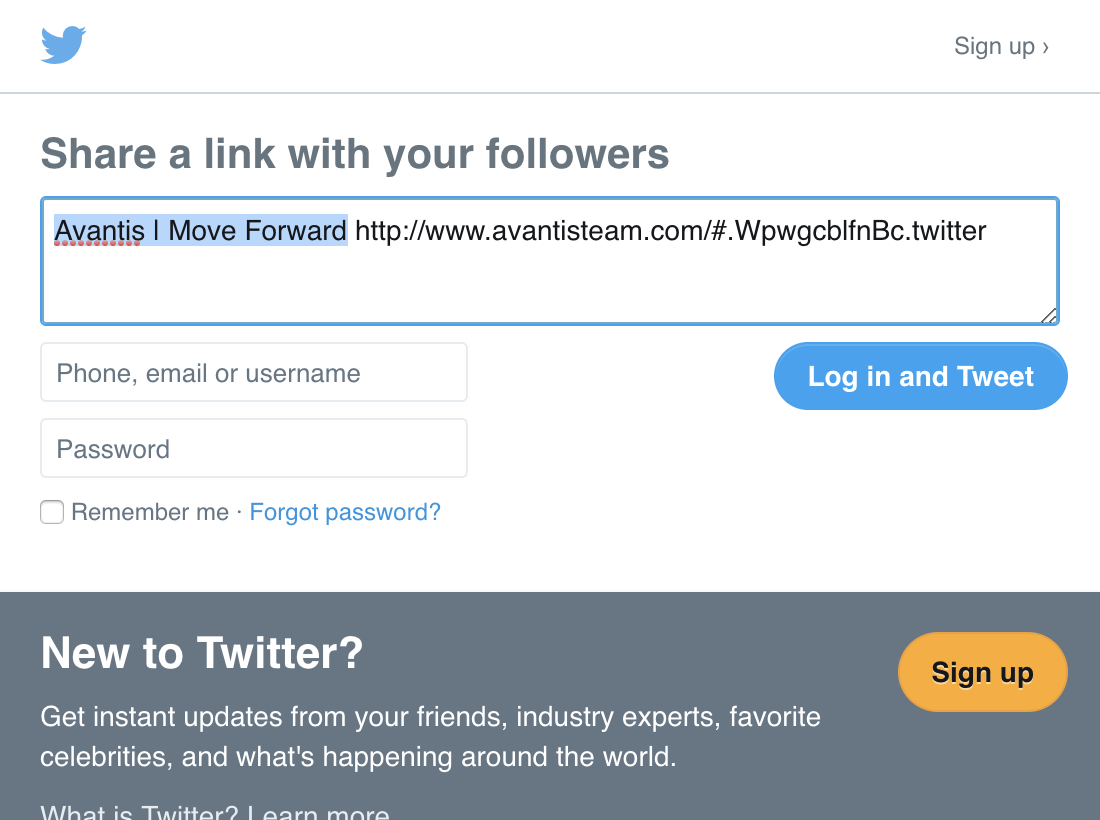 Sign up ›
Share a link with your followers
Avantis | Move Forward http://www.avantisteam.com/#.WpwgcblfnBc.twitter
Phone, email or username
Log in and Tweet
Password
Remember me · Forgot password?
New to Twitter?
Sign up
Get instant updates from your friends, industry experts, favorite
celebrities, and what's happening around the world.
What is Twitter? Learn more